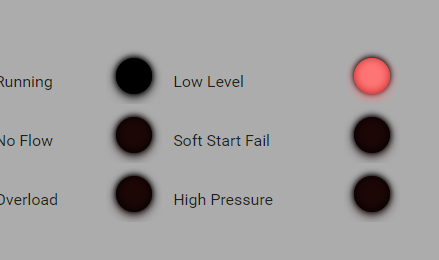 Running Low Level
No Flow Soft Start Fail
Overload High Pressure